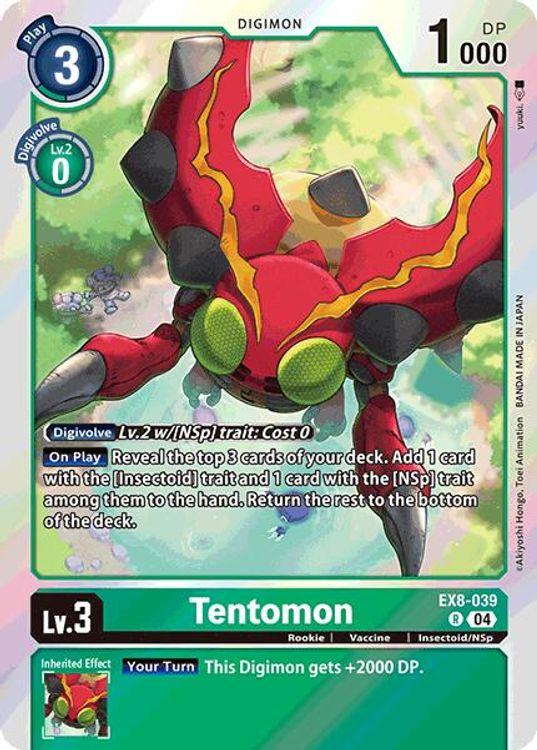 DIGIMON
Play
3
1000
DP
Digivolve
Lv.2
0
yuuki.
Digivolve Lv.2 w/[NSp] trait: Cost 0
On Play Reveal the top 3 cards of your deck. Add 1 card
with the [Insectoid] trait and 1 card with the [NSp] trait
among them to the hand. Return the rest to the bottom
of the deck.
©Akiyoshi Hongo, Toei Animation BANDAI MADE IN JAPAN
Lv.3
Tentomon
EX8-039
R 04
Rookie | Vaccine | Insectoid/NSp
Inherited Effect
Your Turn This Digimon gets +2000 DP.